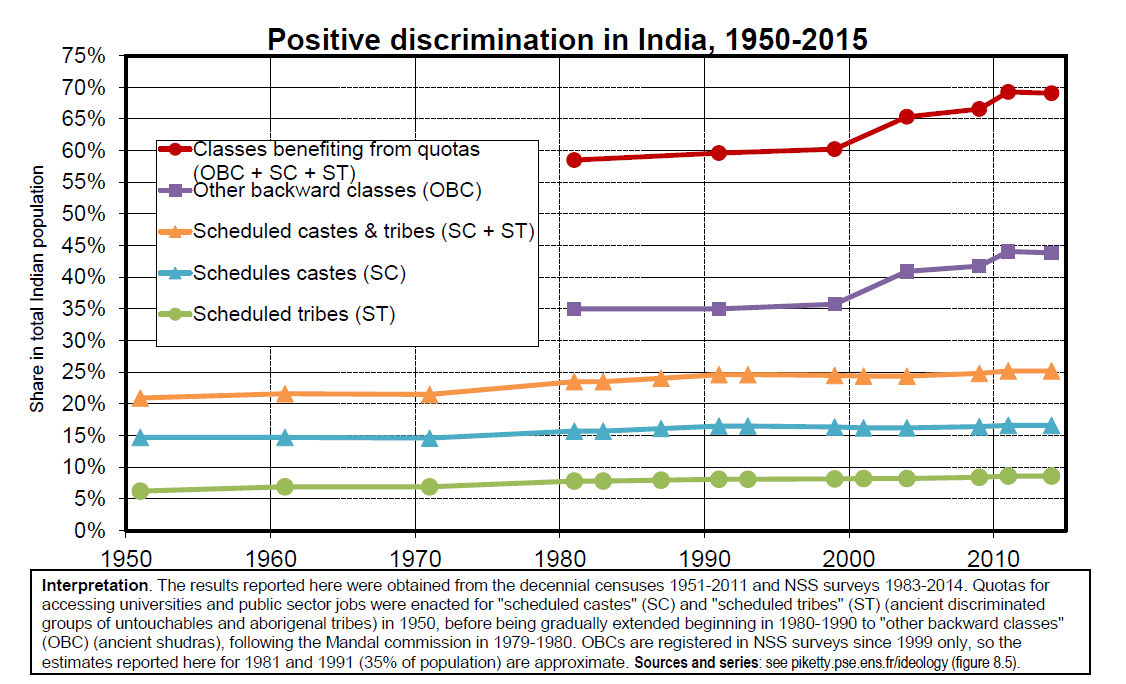 Positive discrimination in India, 1950-2015
75%
70%
65%
60%
55%
50%
45%
40%
35%
30%
25%
20%
15%
10%
5%
0%
Share in total Indian population
Classes benefiting from quotas
(OBC + SC + ST)
Other backward classes (OBC)
Scheduled castes & tribes (SC + ST)
Schedules castes (SC)
Scheduled tribes (ST)
1950 1960 1970 1980 1990 2000 2010
Interpretation. The results reported here were obtained from the decennial censuses 1951-2011 and NSS surveys 1983-2014. Quotas for
accessing universities and public sector jobs were enacted for "scheduled castes" (SC) and "scheduled tribes" (ST) (ancient discriminated
groups of untouchables and aborigenal tribes) in 1950, before being gradually extended beginning in 1980-1990 to "other backward classes"
(OBC) (ancient shudras), following the Mandal commission in 1979-1980. OBCs are registered in NSS surveys since 1999 only, so the
estimates reported here for 1981 and 1991 (35% of population) are approximate. Sources and series: see piketty.pse.ens.fr/ideology (figure 8.5).